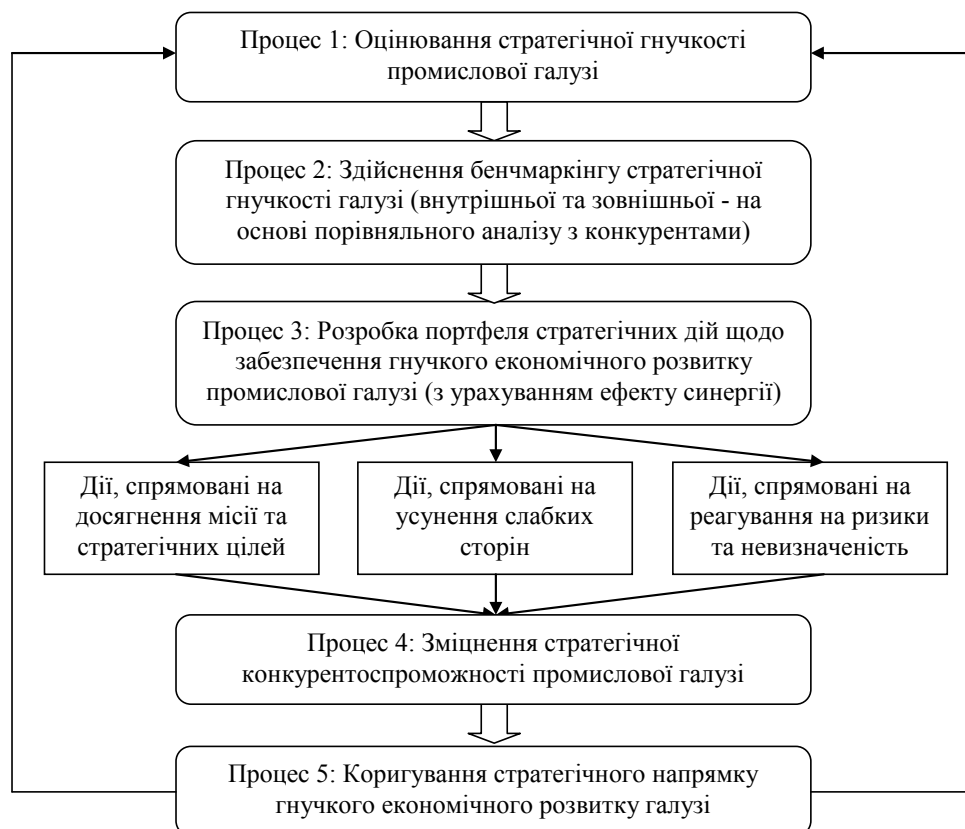 Процес 1: Оцінювання стратегічної гнучкості
промислової галузі
Процес 2: Здійснення бенчмаркінгу стратегічної
гнучкості галузі (внутрішньої та зовнішньої - на
основі порівняльного аналізу з конкурентами)
Процес 3: Розробка портфеля стратегічних дій щодо
забезпечення гнучкого економічного розвитку
промислової галузі (з урахуванням ефекту синергії)
Дії, спрямовані на
досягнення місії та
стратегічних цілей
Дії, спрямовані на
усунення слабких
сторін
Дії, спрямовані на
реагування на ризики
та невизначеність
Процес 4: Зміцнення стратегічної
конкурентоспроможності промислової галузі
Процес 5: Коригування стратегічного напрямку
гнучкого економічного розвитку галузі